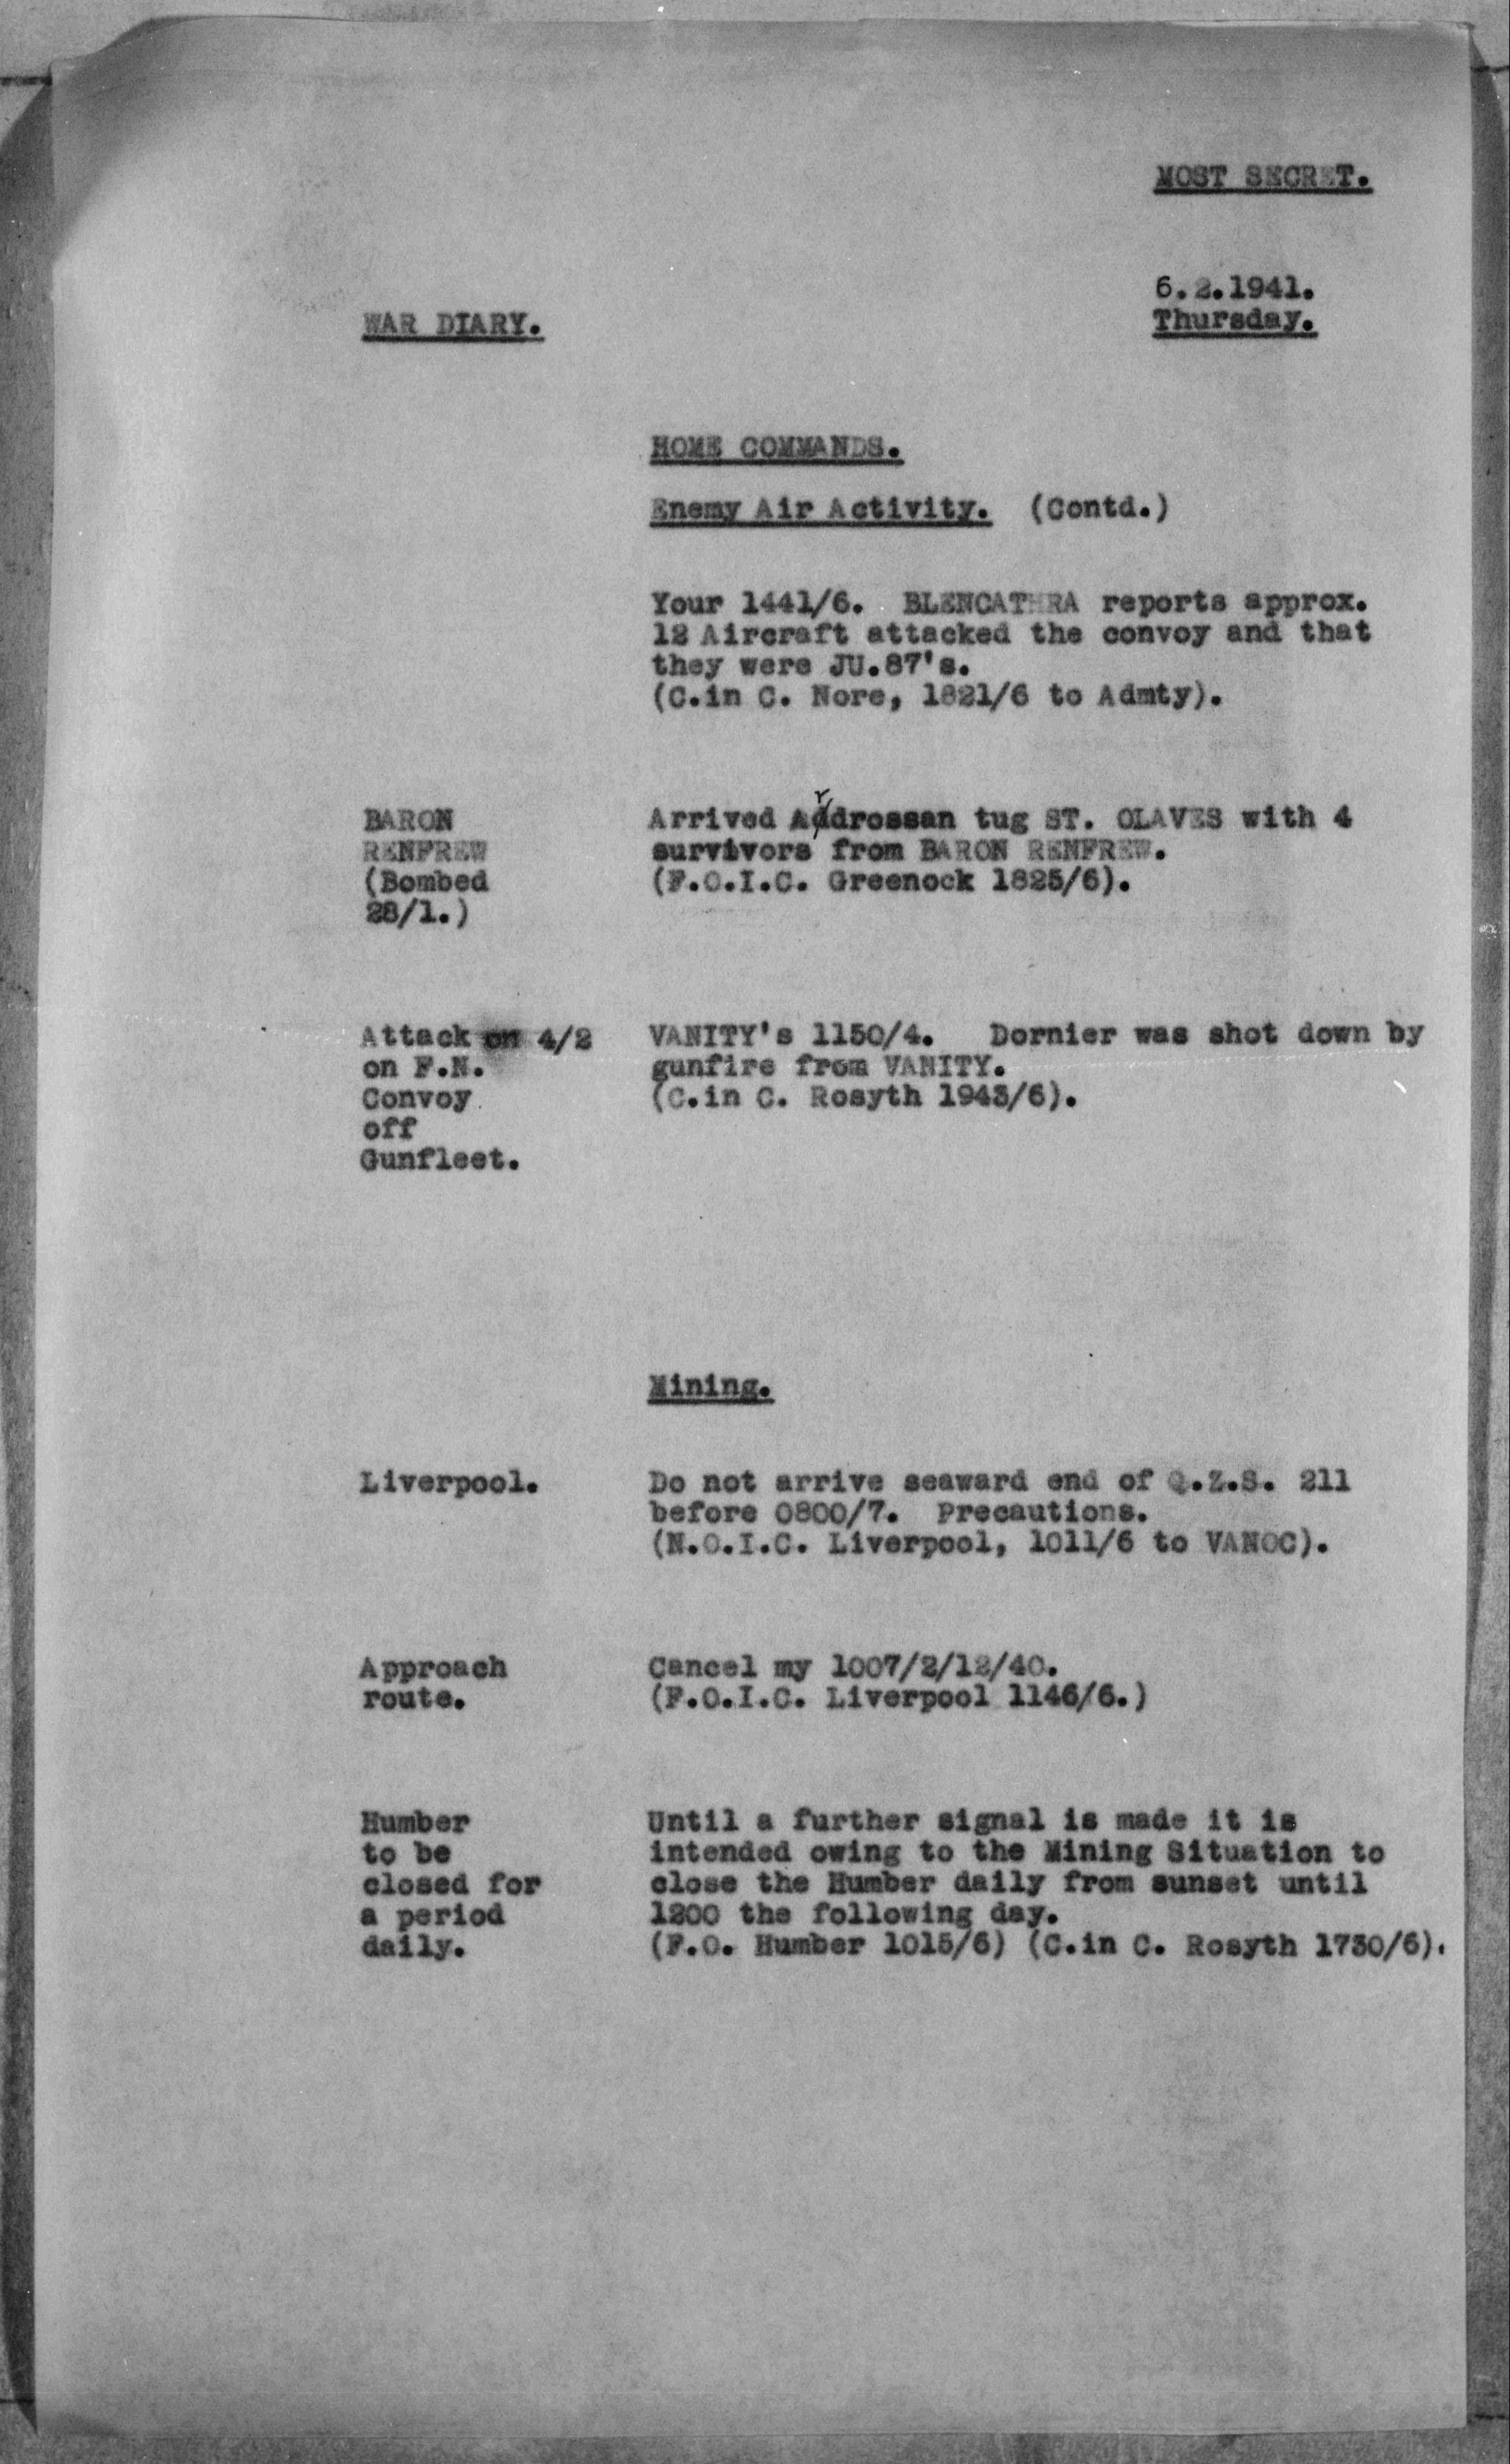 MOST SECRET.
6.2.1941.
WAR DIARY.
Thursday.
HOME COMMANDS.
Enemy Air Activity. (Contd.)
Your 1441/6. BLENCATHRA reports approx.
12 Aircraft attacked the convoy and that
they were JU.87's.
(C.in C. Nore, 1821/6 to Admty).
BARON
RENFREW
(Bombed
28/1.)
Arrived Ardrossan tug ST. OLAVES with 4
survivors from BARON RENFREW.
(F.O.I.C. Greenock 1825/6).
Attack on 4/2
on F.N.
Convoy
off
Gunfleet.
VANITY's 1150/4. Dornier was shot down by
gunfire from VANITY.
(C.in C. Rosyth 1943/6).
Mining.
Liverpool.
Do not arrive seaward end of Q.Z.S. 211
before 0800/7. Precautions.
(N.O.I.C. Liverpool, 1011/6 to VANOC).
Approach
route.
Cancel my 1007/2/12/40.
(F.O.I.C. Liverpool 1146/6.)
Humber
to be
closed for
a period
daily.
Until a further signal is made it is
intended owing to the Mining Situation to
close the Humber daily from sunset until
1200 the following day.
(F.O. Humber 1015/6) (C.in C. Rosyth 1730/6).